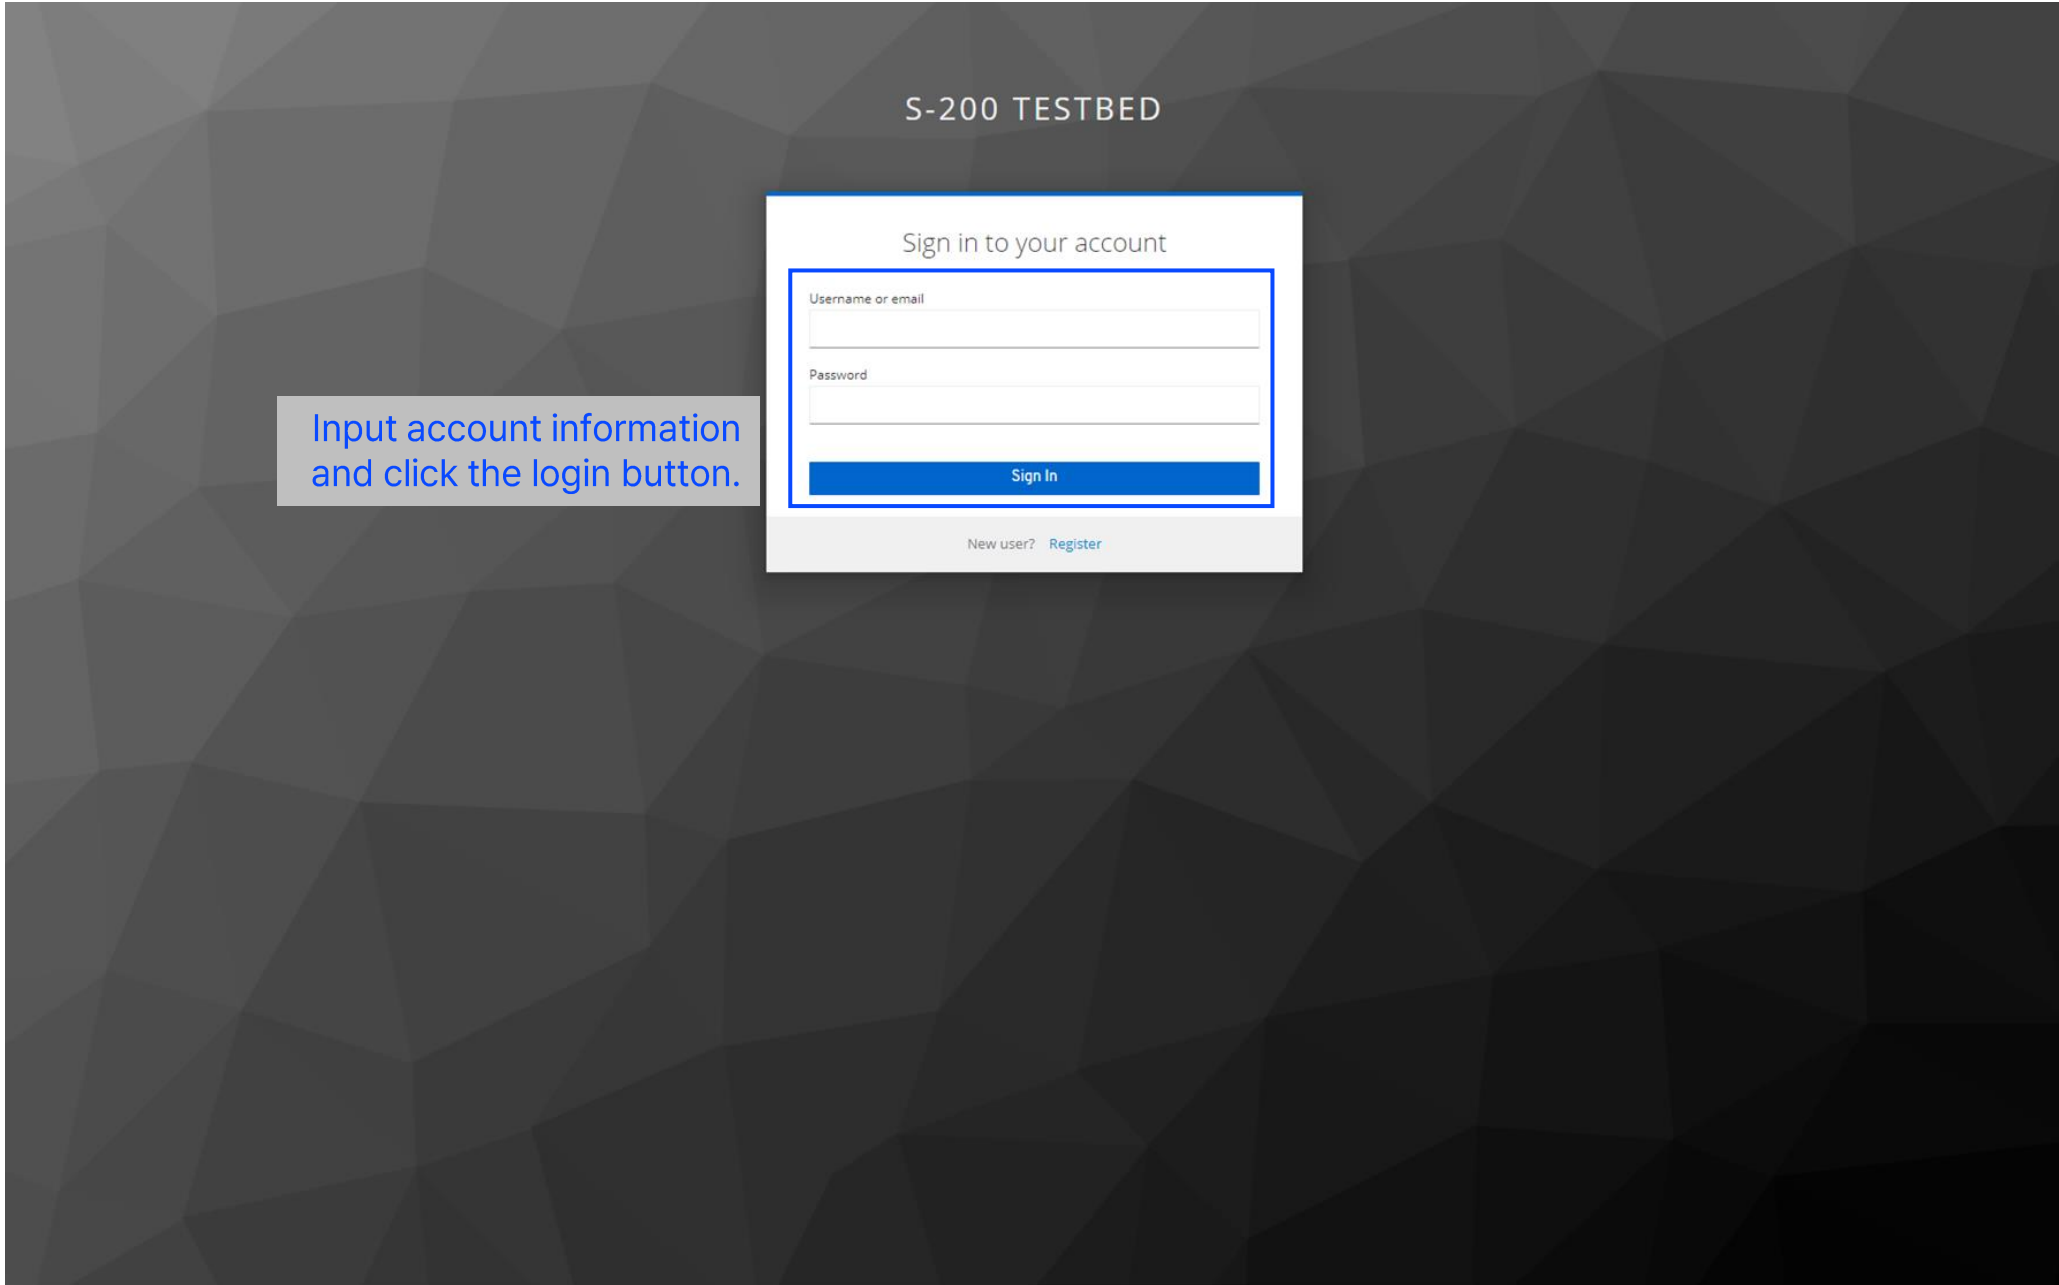 S-200 TESTBED
Sign in to your account
Username or email
Password
Input account information
and click the login button.
Sign In
New user? Register